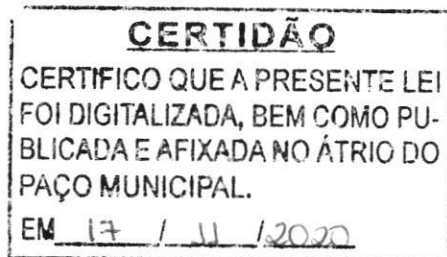 CERTIDÃO
CERTIFICO QUE A PRESENTE LEI
FOI DIGITALIZADA, BEM COMO PU-
BLICADA E AFIXADA NO ÁTRIO DO
PAÇO MUNICIPAL.
EM 17 / 11 / 2020